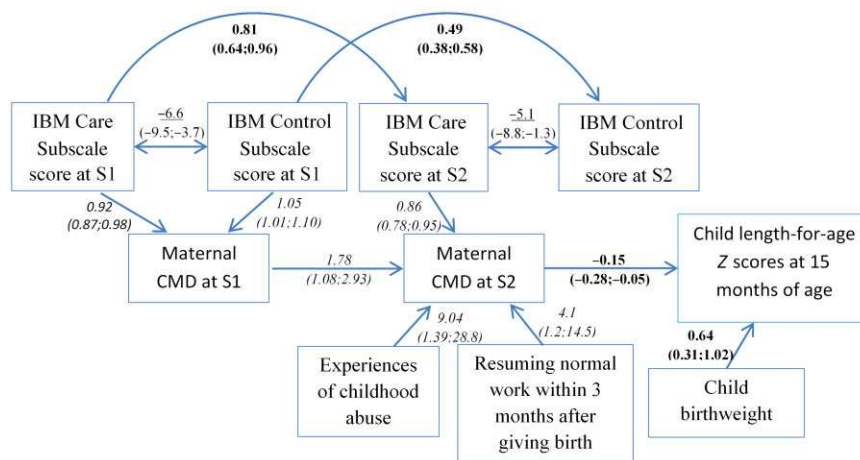 0.81
(0.64;0.96)
0.49
(0.38;0.58)
IBM Care
Subscale
score at S1
−6.6
(−9.5;−3.7)
IBM Control
Subscale
score at S1
IBM Care
Subscale
score at S2
−5.1
(−8.8;−1.3)
IBM Control
Subscale
score at S2
0.92
(0.87;0.98)
1.05
(1.01;1.10)
0.86
(0.78;0.95)
Maternal
CMD at S1
1.78
(1.08;2.93)
Maternal
CMD at S2
−0.15
(−0.28;−0.05)
Child length-for-age
Z scores at 15
months of age
9.04
(1.39;28.8)
4.1
(1.2;14.5)
0.64
(0.31;1.02)
Experiences
of childhood
abuse
Resuming normal
work within 3
months after
giving birth
Child
birthweight